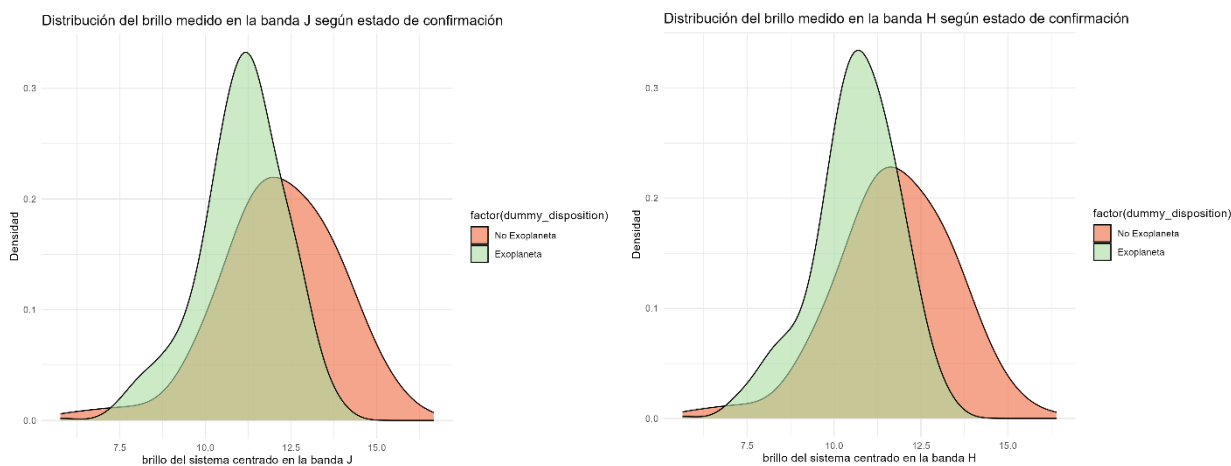 Distribución del brillo medido en la banda J según estado de confirmación
0.3
0.2
0.1
0.0
Densidad
7.5 10.0 12.5 15.0
brillo del sistema centrado en la banda J
factor(dummy_disposition)
No Exoplaneta
Exoplaneta
Distribución del brillo medido en la banda H según estado de confirmación
0.3
0.2
0.1
0.0
Densidad
7.5 10.0 12.5 15.0
brillo del sistema centrado en la banda H
factor(dummy_disposition)
No Exoplaneta
Exoplaneta